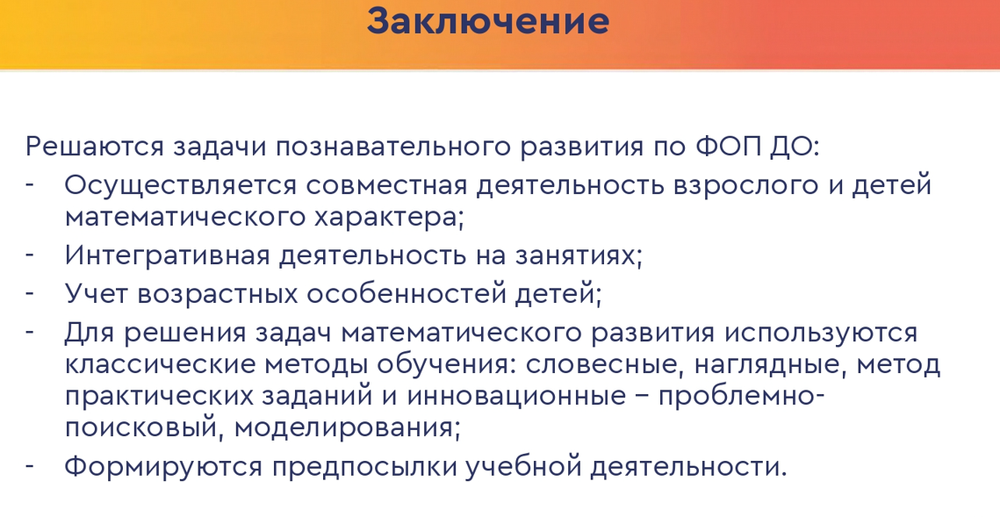 Заключение
Решаются задачи познавательного развития по ФОП ДО:
- Осуществляется совместная деятельность взрослого и детей
математического характера;
- Интегративная деятельность на занятиях;
- Учет возрастных особенностей детей;
- Для решения задач математического развития используются
классические методы обучения: словесные, наглядные, метод
практических заданий и инновационные – проблемно-
поисковый, моделирования;
- Формируются предпосылки учебной деятельности.